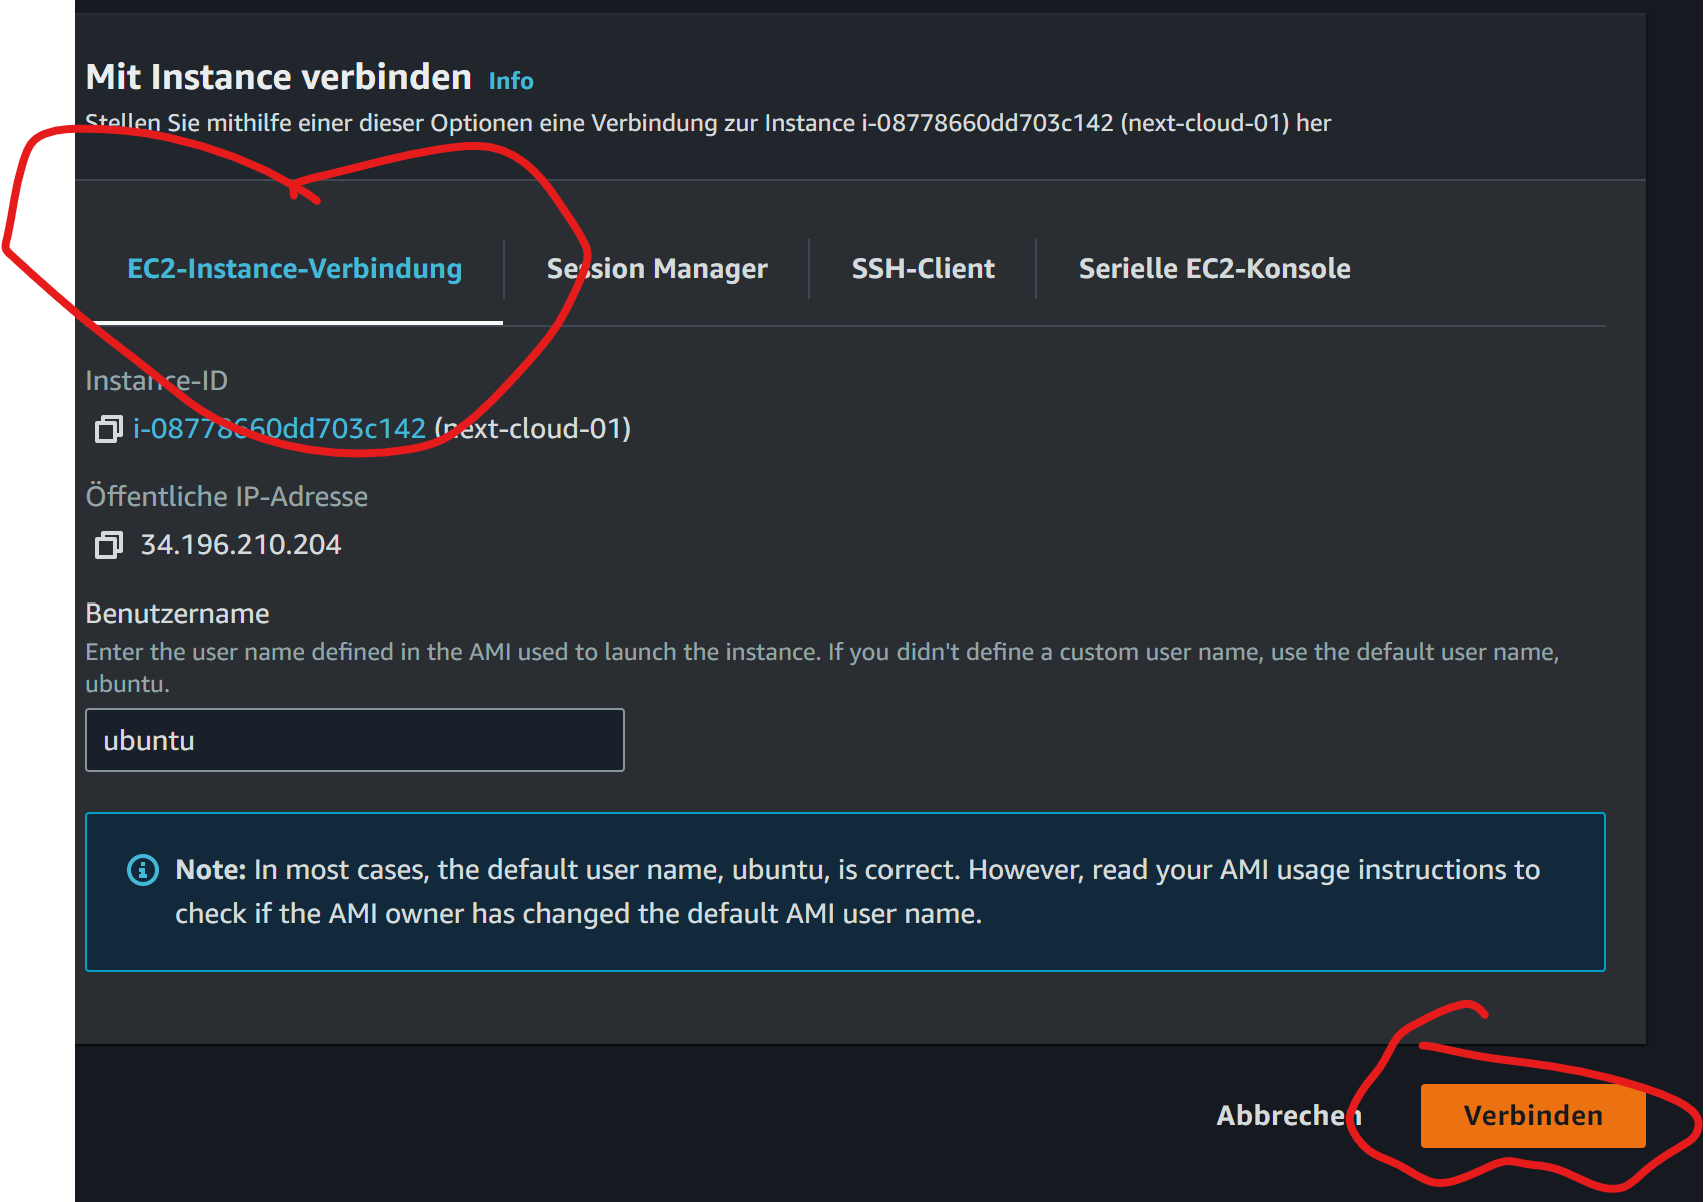 Mit Instance verbinden Info
Stellen Sie mithilfe einer dieser Optionen eine Verbindung zur Instance i-08778660dd703c142 (next-cloud-01) her
EC2-Instance-Verbindung
Session Manager
SSH-Client
Serielle EC2-Konsole
Instance-ID
i-08778660dd703c142 (next-cloud-01)
Öffentliche IP-Adresse
34.196.210.204
Benutzername
Enter the user name defined in the AMI used to launch the instance. If you didn't define a custom user name, use the default user name,
ubuntu.
ubuntu
Note: In most cases, the default user name, ubuntu, is correct. However, read your AMI usage instructions to
check if the AMI owner has changed the default AMI user name.
Abbrechen
Verbinden